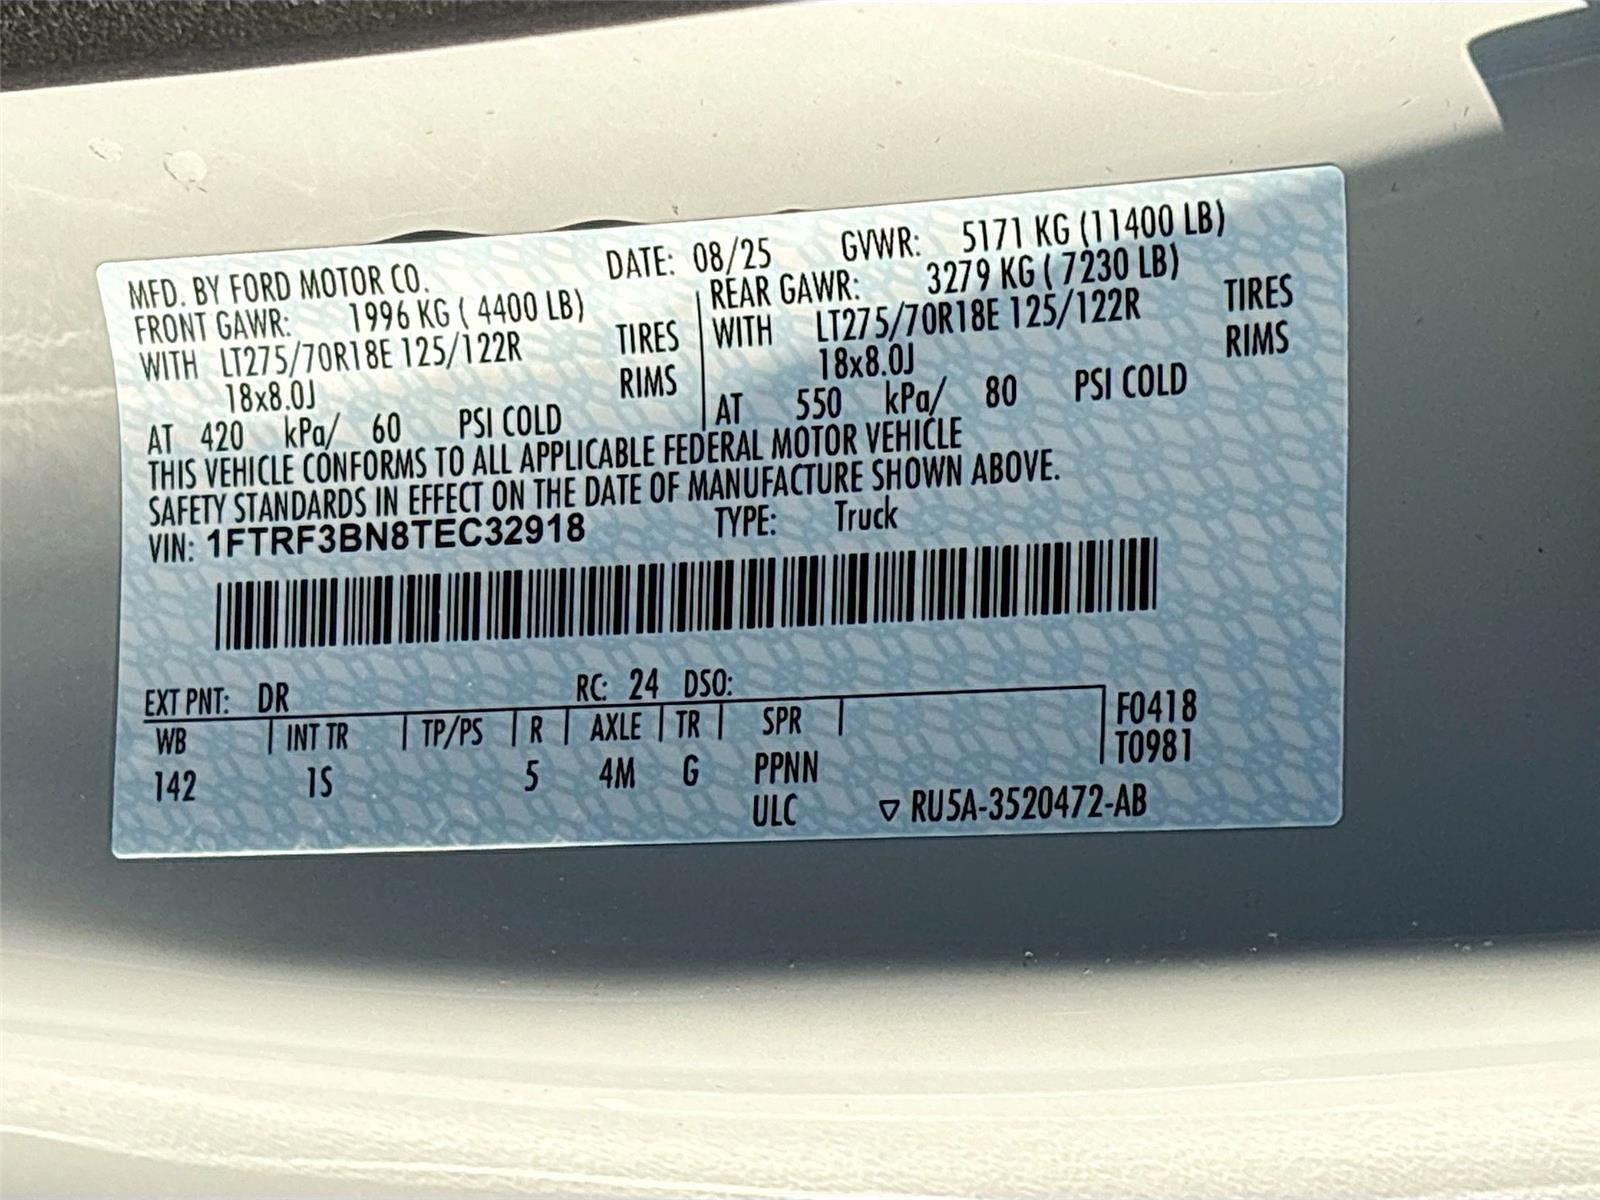 MFD. BY FORD MOTOR CO. DATE: 08/25 GVWR: 5171 KG (11400 LB)
FRONT GAWR: 1996 KG ( 4400 LB) REAR GAWR: 3279 KG ( 7230 LB)
WITH LT275/70R18E 125/122R TIRES WITH LT275/70R18E 125/122R TIRES
18x8.0J RIMS 18x8.0J RIMS
AT 420 kPa/ 60 PSI COLD AT 550 kPa/ 80 PSI COLD
THIS VEHICLE CONFORMS TO ALL APPLICABLE FEDERAL MOTOR VEHICLE
SAFETY STANDARDS IN EFFECT ON THE DATE OF MANUFACTURE SHOWN ABOVE.
VIN: 1FTRF3BN8TEC32918 TYPE: Truck
EXT PNT: DR RC: 24 DSO:
WB INT TR TP/PS R AXLE TR SPR F0418
T0981
142 1S 5 4M G PPNN
ULC ▽ RU5A-3520472-AB